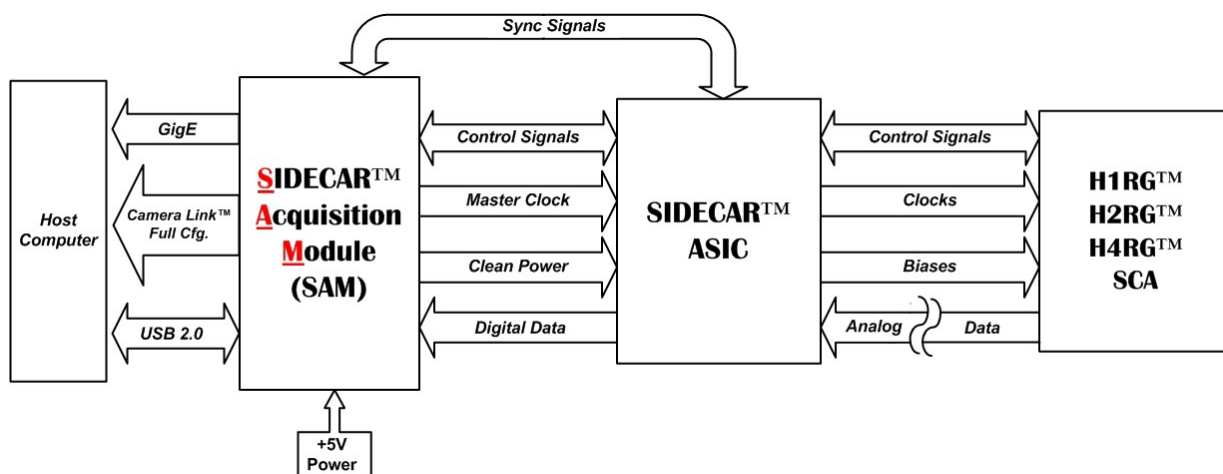 Sync Signals
Host
Computer
GigE
Camera Link™
Full Cfg.
USB 2.0
SIDECAR™
Acquisition
Module
(SAM)
+5V
Power
Control Signals
Master Clock
Clean Power
Digital Data
SIDECAR™
ASIC
Control Signals
Clocks
Biases
Analog Data
H1RG™
H2RG™
H4RG™
SCA